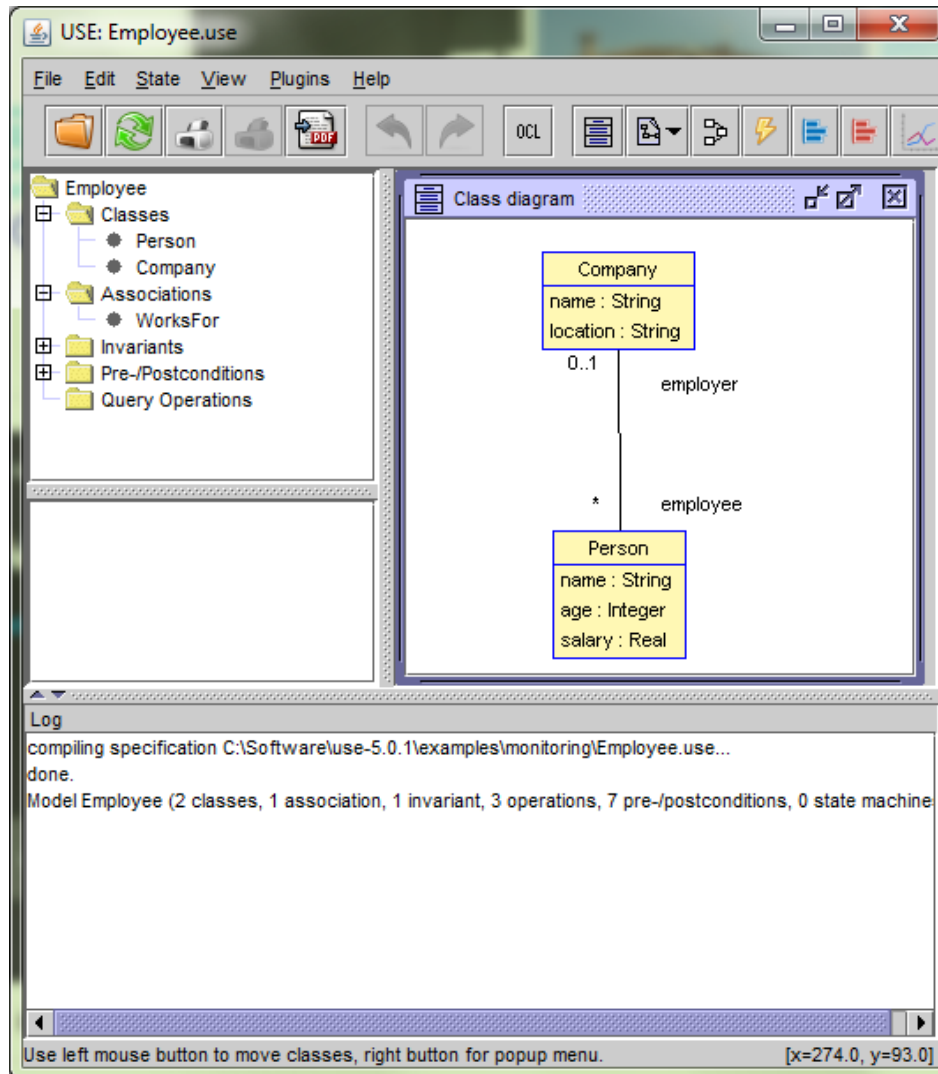 USE: Employee.use
File Edit State View Plugins Help
PDF
OCL
Employee
Classes
Person
Company
Associations
WorksFor
Invariants
Pre-/Postconditions
Query Operations
Class diagram
Company
name : String
location : String
0..1
employer
*
employee
Person
name : String
age : Integer
salary : Real
Log
compiling specification C:\Software\use-5.0.1\examples\monitoring\Employee.use...
done.
Model Employee (2 classes, 1 association, 1 invariant, 3 operations, 7 pre-/postconditions, 0 state machine
Use left mouse button to move classes, right button for popup menu. [x=274.0, y=93.0]